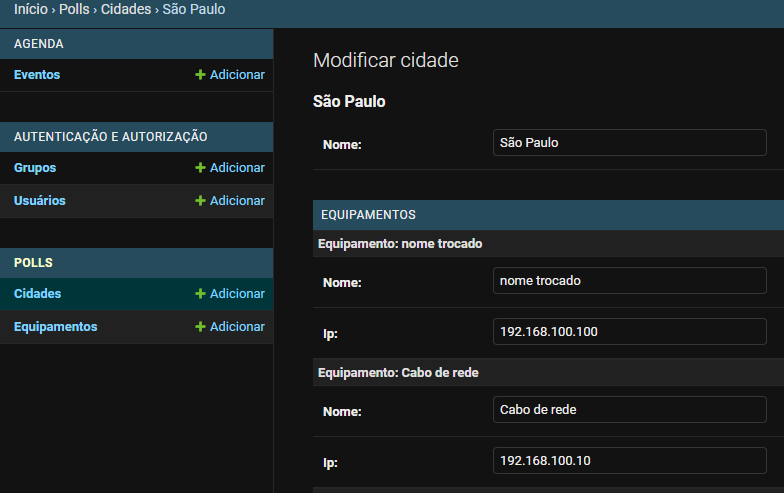 Início › Polls › Cidades › São Paulo
AGENDA
Eventos + Adicionar
AUTENTICAÇÃO E AUTORIZAÇÃO
Grupos + Adicionar
Usuários + Adicionar
POLLS
Cidades + Adicionar
Equipamentos + Adicionar
Modificar cidade
São Paulo
Nome: São Paulo
EQUIPAMENTOS
Equipamento: nome trocado
Nome: nome trocado
Ip: 192.168.100.100
Equipamento: Cabo de rede
Nome: Cabo de rede
Ip: 192.168.100.10